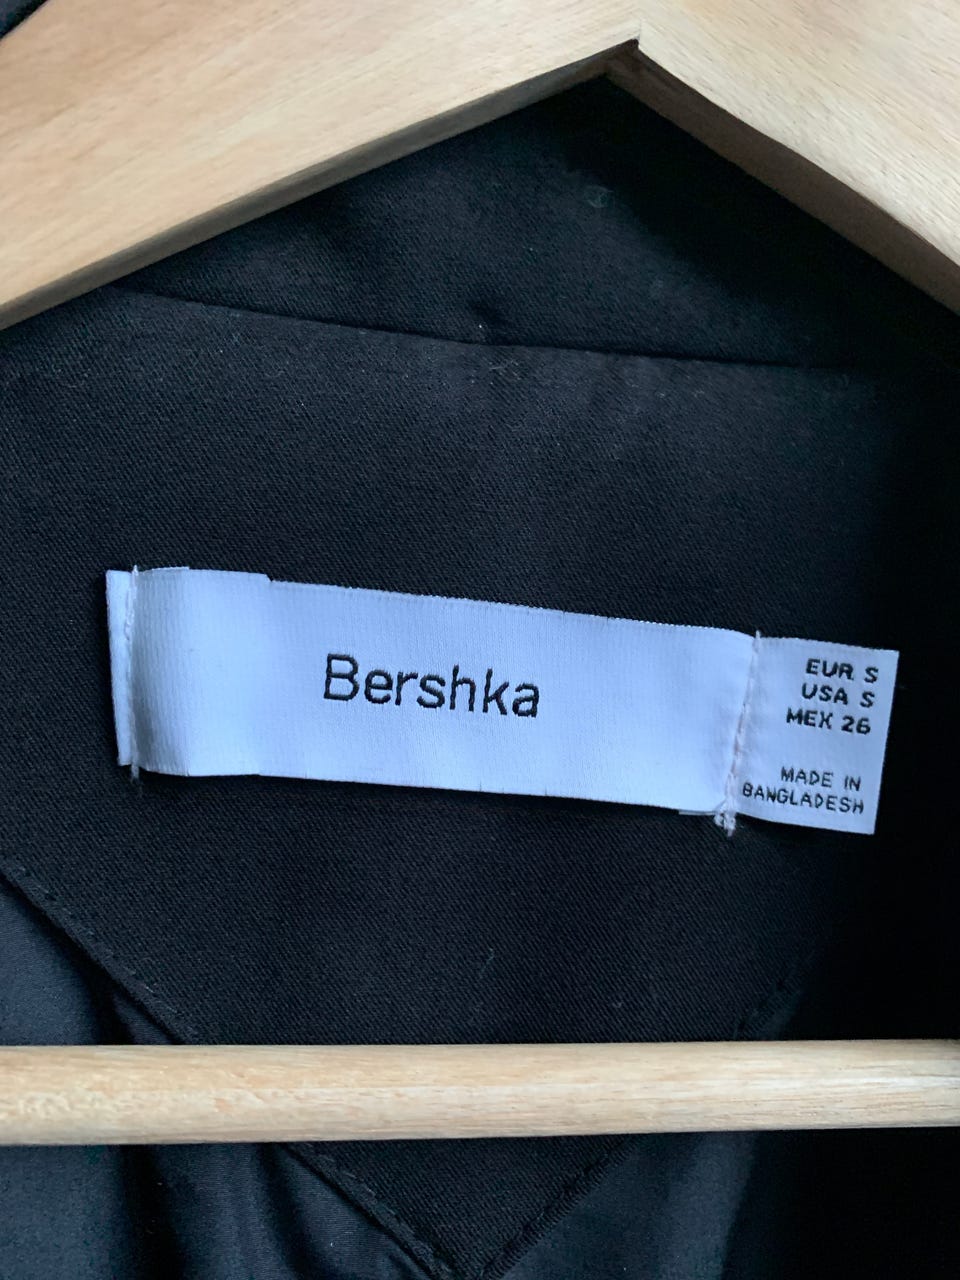 Bershka
EUR S
USA S
MEX 26
MADE IN
BANGLADESH